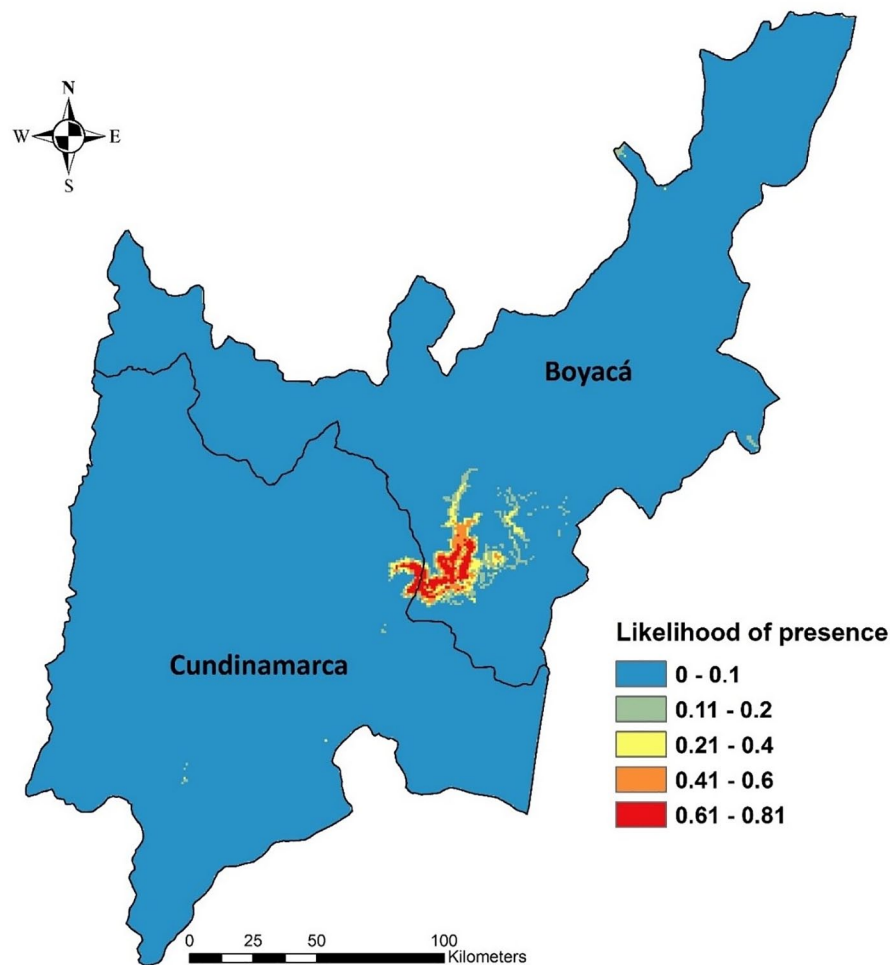 N
W E
S
Boyacá
Cundinamarca
Likelihood of presence
0 - 0.1
0.11 - 0.2
0.21 - 0.4
0.41 - 0.6
0.61 - 0.81
0 25 50 100
Kilometers